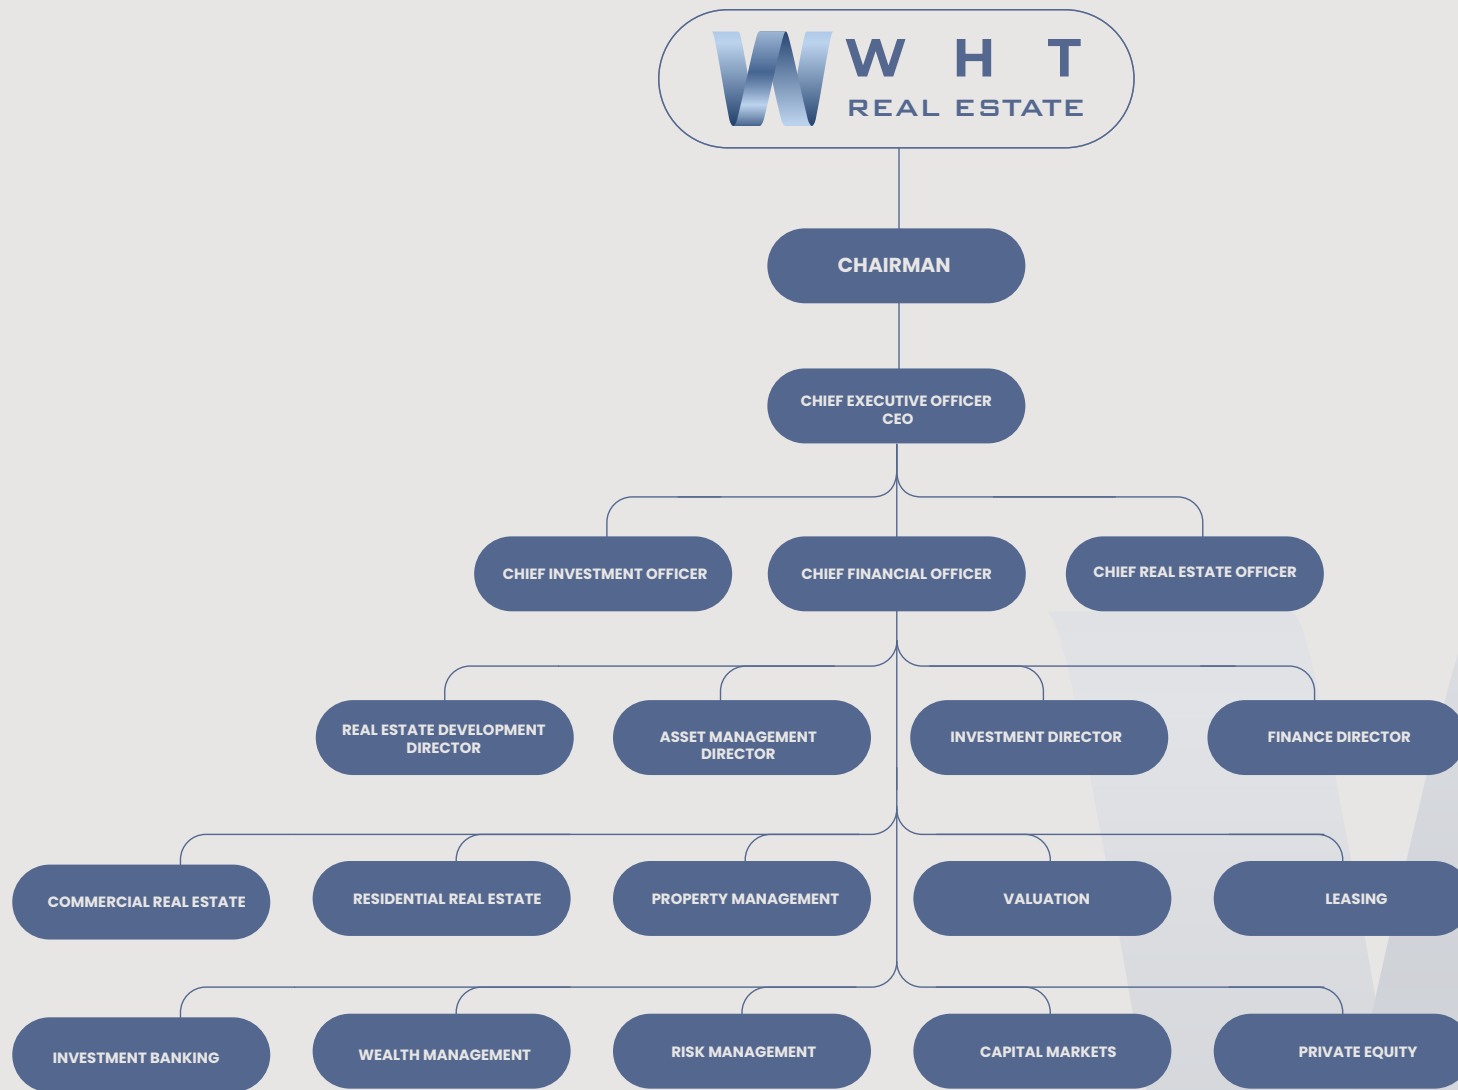 W H T
REAL ESTATE
CHAIRMAN
CHIEF EXECUTIVE OFFICER
CEO
CHIEF INVESTMENT OFFICER
CHIEF FINANCIAL OFFICER
CHIEF REAL ESTATE OFFICER
REAL ESTATE DEVELOPMENT
DIRECTOR
ASSET MANAGEMENT
DIRECTOR
INVESTMENT DIRECTOR
FINANCE DIRECTOR
COMMERCIAL REAL ESTATE
RESIDENTIAL REAL ESTATE
PROPERTY MANAGEMENT
VALUATION
LEASING
INVESTMENT BANKING
WEALTH MANAGEMENT
RISK MANAGEMENT
CAPITAL MARKETS
PRIVATE EQUITY